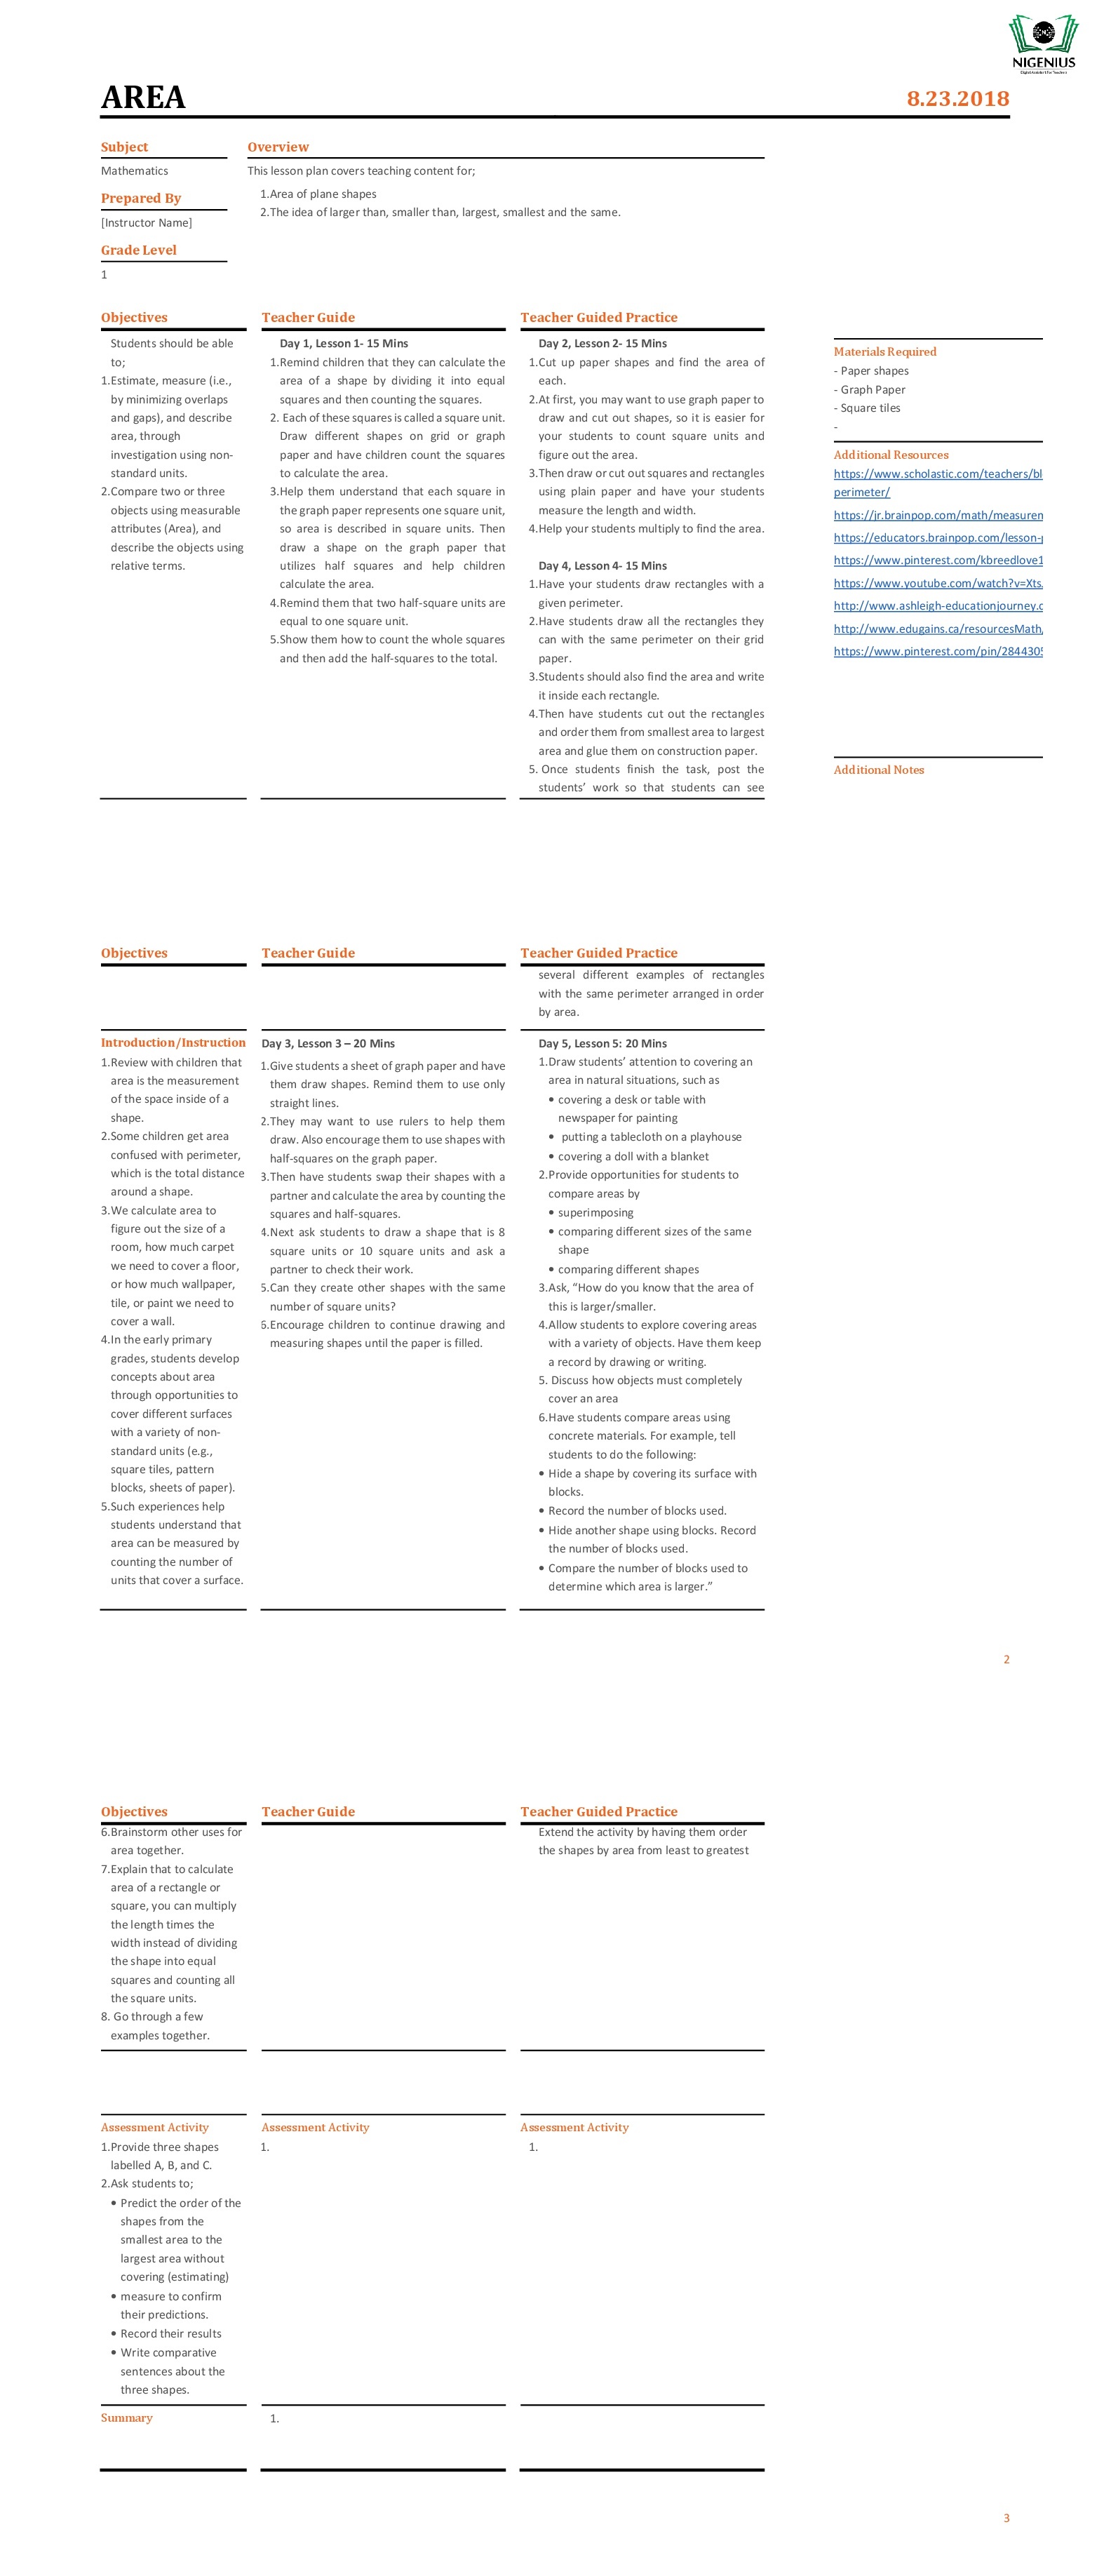 NIGENIUS
Digital Assistant for Teachers
AREA
8.23.2018
Subject
Mathematics
Prepared By
[Instructor Name]
Grade Level
1
Overview
This lesson plan covers teaching content for;
1.Area of plane shapes
2.The idea of larger than, smaller than, largest, smallest and the same.
Objectives
Students should be able
to;
1.Estimate, measure (i.e.,
by minimizing overlaps
and gaps), and describe
area, through
investigation using non-
standard units.
2.Compare two or three
objects using measurable
attributes (Area), and
describe the objects using
relative terms.
Teacher Guide
Day 1, Lesson 1- 15 Mins
1.Remind children that they can calculate the
area of a shape by dividing it into equal
squares and then counting the squares.
2. Each of these squares is called a square unit.
Draw different shapes on grid or graph
paper and have children count the squares
to calculate the area.
3.Help them understand that each square in
the graph paper represents one square unit,
so area is described in square units. Then
draw a shape on the graph paper that
utilizes half squares and help children
calculate the area.
4.Remind them that two half-square units are
equal to one square unit.
5.Show them how to count the whole squares
and then add the half-squares to the total.
Teacher Guided Practice
Day 2, Lesson 2- 15 Mins
1.Cut up paper shapes and find the area of
each.
2.At first, you may want to use graph paper to
draw and cut out shapes, so it is easier for
your students to count square units and
figure out the area.
3.Then draw or cut out squares and rectangles
using plain paper and have your students
measure the length and width.
4.Help your students multiply to find the area.
Day 4, Lesson 4- 15 Mins
1.Have your students draw rectangles with a
given perimeter.
2.Have students draw all the rectangles they
can with the same perimeter on their grid
paper.
3.Students should also find the area and write
it inside each rectangle.
4.Then have students cut out the rectangles
and order them from smallest area to largest
area and glue them on construction paper.
5. Once students finish the task, post the
students' work so that students can see
Materials Required
- Paper shapes
- Graph Paper
- Square tiles
-
Additional Resources
https://www.scholastic.com/teachers/bl
perimeter/
https://jr.brainpop.com/math/measurem
https://educators.brainpop.com/lesson-p
https://www.pinterest.com/kbreedlove1
https://www.youtube.com/watch?v=Xts
http://www.ashleigh-educationjourney.c
http://www.edugains.ca/resourcesMath/
https://www.pinterest.com/pin/2844305
Additional Notes
Objectives
Teacher Guide
Teacher Guided Practice
several different examples of rectangles
with the same perimeter arranged in order
by area.
Introduction/Instruction
1.Review with children that
area is the measurement
of the space inside of a
shape.
2.Some children get area
confused with perimeter,
which is the total distance
around a shape.
3.We calculate area to
figure out the size of a
room, how much carpet
we need to cover a floor,
or how much wallpaper,
tile, or paint we need to
cover a wall.
4.In the early primary
grades, students develop
concepts about area
through opportunities to
cover different surfaces
with a variety of non-
standard units (e.g.,
square tiles, pattern
blocks, sheets of paper).
5.Such experiences help
students understand that
area can be measured by
counting the number of
units that cover a surface.
Day 3, Lesson 3 – 20 Mins
1.Give students a sheet of graph paper and have
them draw shapes. Remind them to use only
straight lines.
2.They may want to use rulers to help them
draw. Also encourage them to use shapes with
half-squares on the graph paper.
3.Then have students swap their shapes with a
partner and calculate the area by counting the
squares and half-squares.
4.Next ask students to draw a shape that is 8
square units or 10 square units and ask a
partner to check their work.
5.Can they create other shapes with the same
number of square units?
6.Encourage children to continue drawing and
measuring shapes until the paper is filled.
Day 5, Lesson 5: 20 Mins
1.Draw students' attention to covering an
area in natural situations, such as
• covering a desk or table with
newspaper for painting
• putting a tablecloth on a playhouse
• covering a doll with a blanket
2.Provide opportunities for students to
compare areas by
• superimposing
• comparing different sizes of the same
shape
• comparing different shapes
3.Ask, “How do you know that the area of
this is larger/smaller.
4.Allow students to explore covering areas
with a variety of objects. Have them keep
a record by drawing or writing.
5. Discuss how objects must completely
cover an area
6.Have students compare areas using
concrete materials. For example, tell
students to do the following:
• Hide a shape by covering its surface with
blocks.
• Record the number of blocks used.
• Hide another shape using blocks. Record
the number of blocks used.
• Compare the number of blocks used to
determine which area is larger.”
2
Objectives
Teacher Guide
Teacher Guided Practice
6.Brainstorm other uses for
area together.
7.Explain that to calculate
area of a rectangle or
square, you can multiply
the length times the
width instead of dividing
the shape into equal
squares and counting all
the square units.
8. Go through a few
examples together.
Extend the activity by having them order
the shapes by area from least to greatest
Assessment Activity
1.Provide three shapes
labelled A, B, and C.
2.Ask students to;
• Predict the order of the
shapes from the
smallest area to the
largest area without
covering (estimating)
• measure to confirm
their predictions.
• Record their results
• Write comparative
sentences about the
three shapes.
Assessment Activity
1.
Assessment Activity
1.
Summary
1.
3